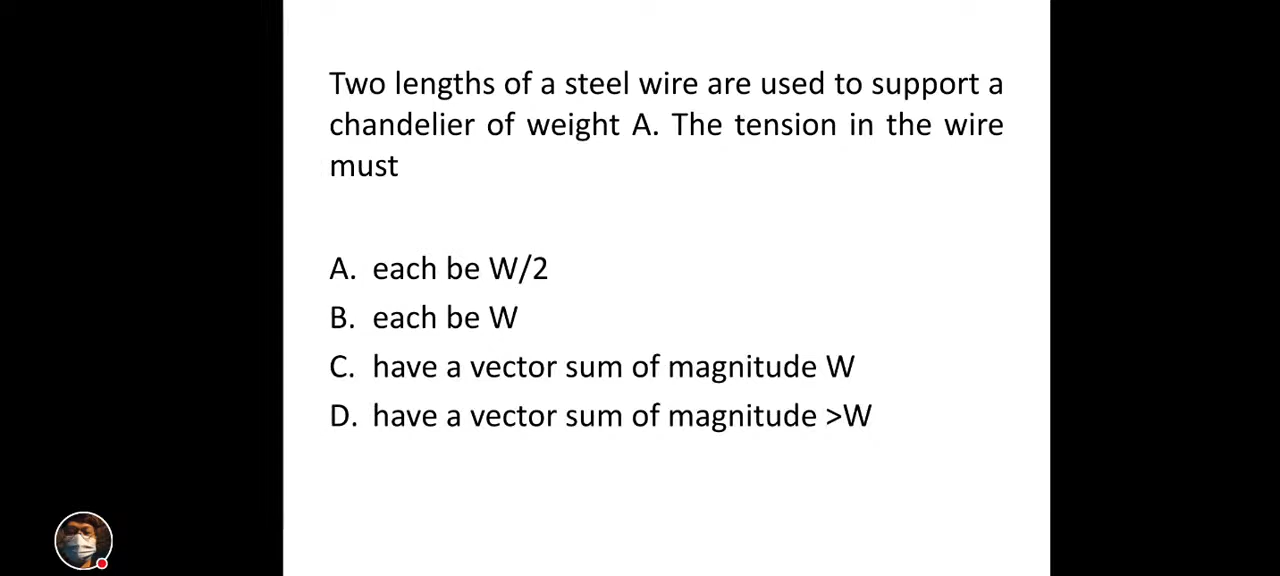 Two lengths of a steel wire are used to support a
chandelier of weight A. The tension in the wire
must
A. each be W/2
B. each be W
C. have a vector sum of magnitude W
D. have a vector sum of magnitude >W